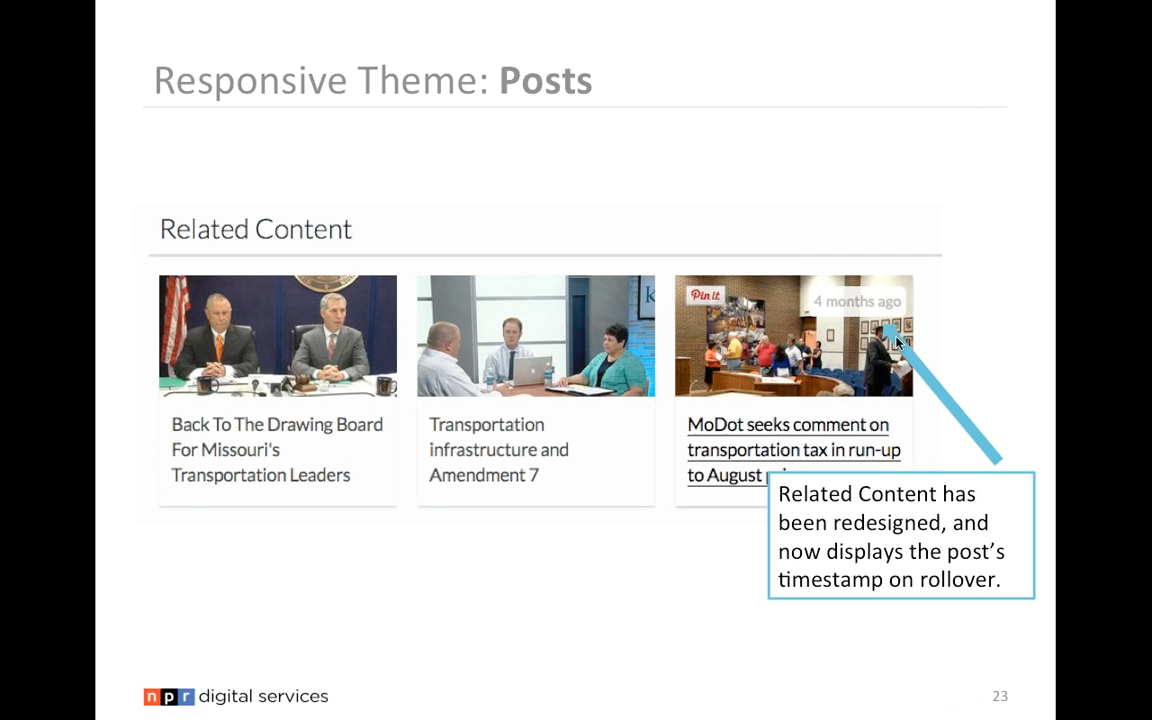 Responsive Theme: Posts
Related Content
Pin it
4 months ago
Back To The Drawing Board
For Missouri's
Transportation Leaders
Transportation
infrastructure and
Amendment 7
MoDot seeks comment on
transportation tax in run-up
to August
Related Content has
been redesigned, and
now displays the post's
timestamp on rollover.
npr digital services
23